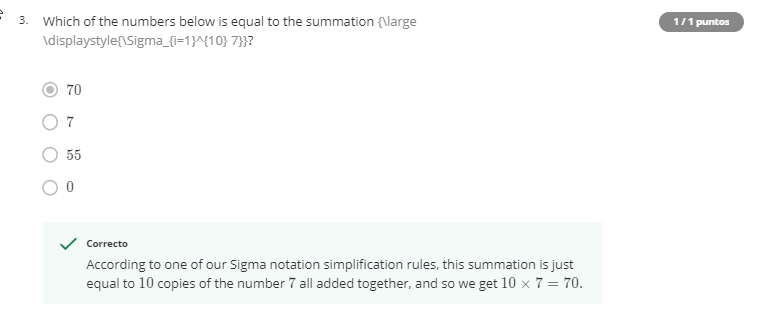 3. Which of the numbers below is equal to the summation {\large
\displaystyle{\Sigma_{i=1}^{10} 7}}?
1 / 1 puntos
70
7
55
0
Correcto
According to one of our Sigma notation simplification rules, this summation is just
equal to 10 copies of the number 7 all added together, and so we get 10 × 7 = 70.